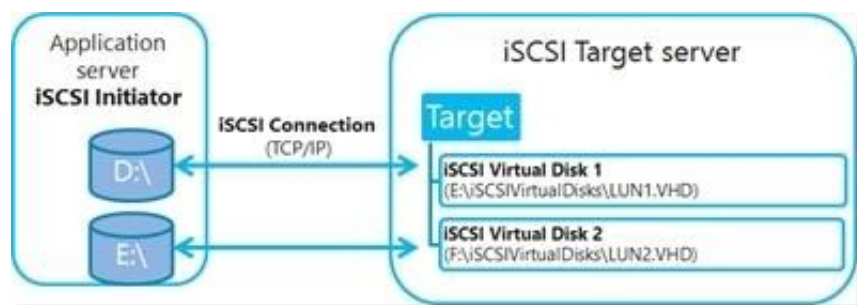 Application
server
iSCSI Initiator
D:\
E:\
iSCSI Connection
(TCP/IP)
iSCSI Target server
Target
iSCSI Virtual Disk 1
(E:\iSCSIVirtualDisks\LUN1.VHD)
iSCSI Virtual Disk 2
(F:\iSCSIVirtualDisks\LUN2.VHD)